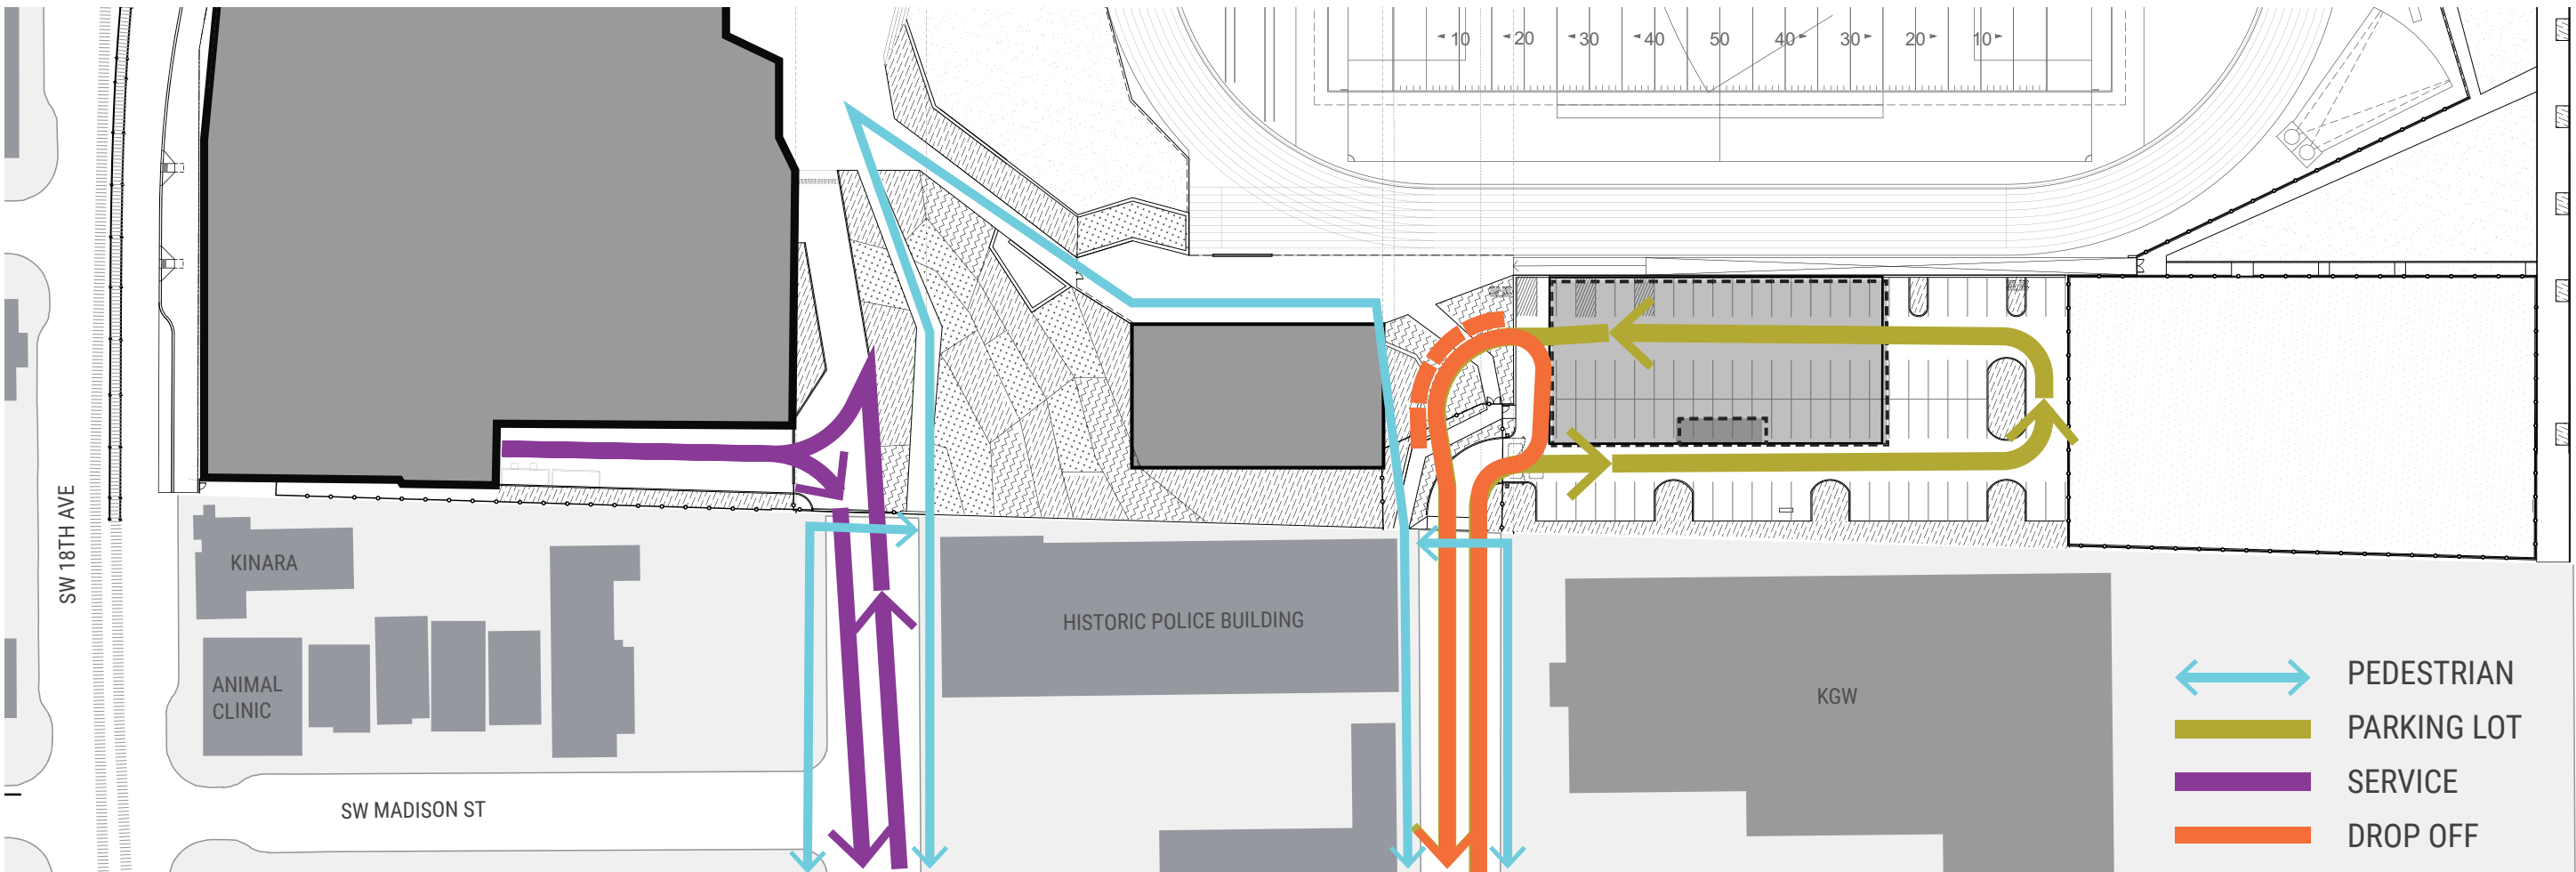 10 20 30 40 50 40 30 20 10
SW 18TH AVE
KINARA
ANIMAL
CLINIC
HISTORIC POLICE BUILDING
KGW
SW MADISON ST
PEDESTRIAN
PARKING LOT
SERVICE
DROP OFF